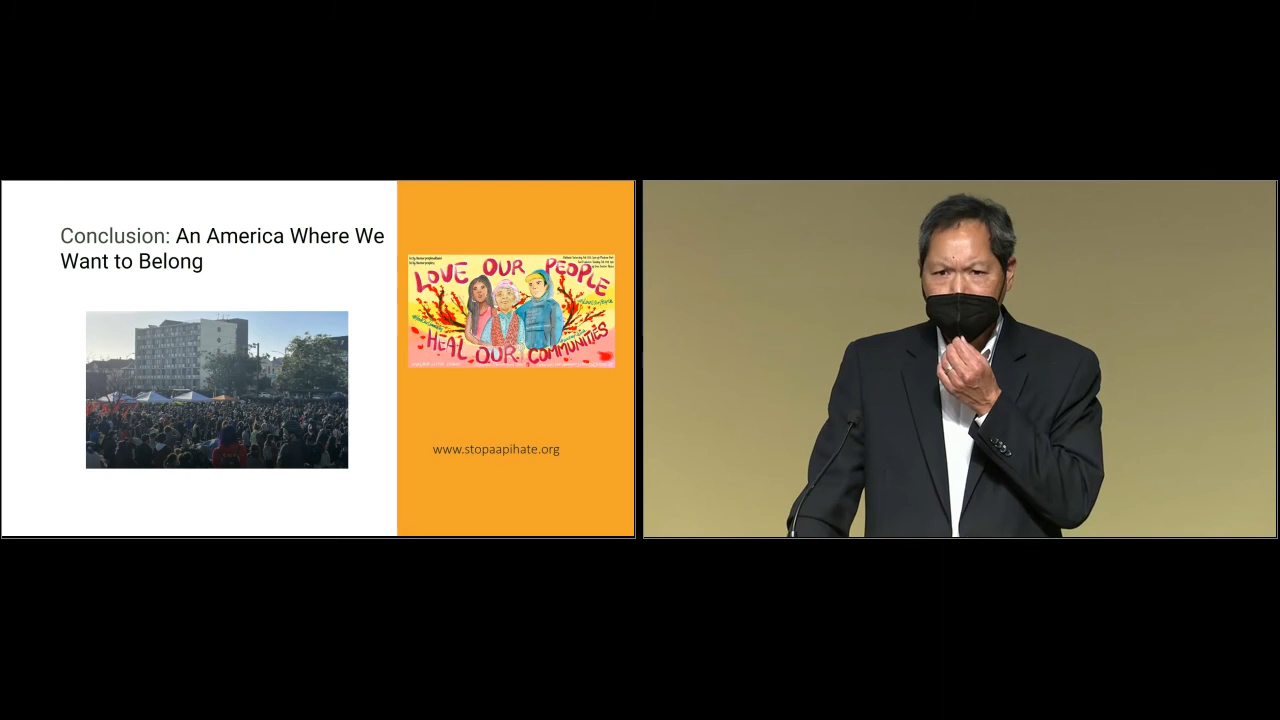 Conclusion: An America Where We
Want to Belong
LOVE OUR PEOPLE
HEAL OUR COMMUNITIES
www.stopaapihate.org